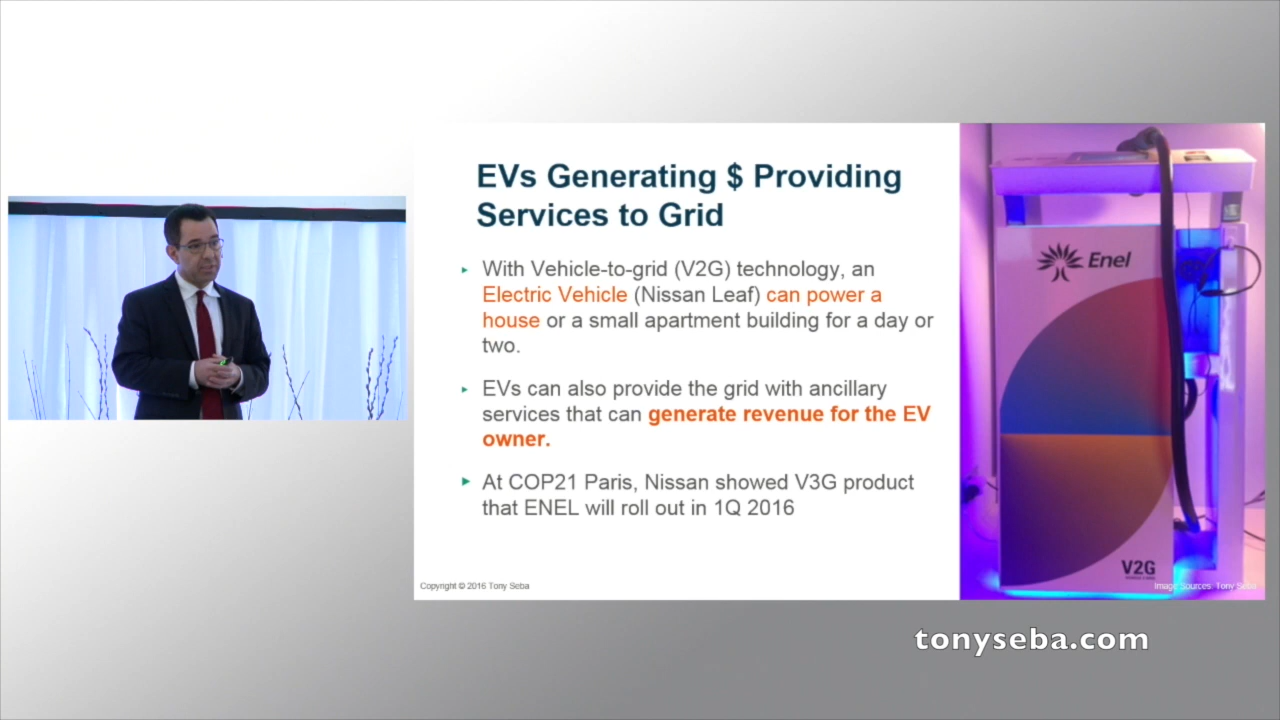 EVs Generating $ Providing
Services to Grid
With Vehicle-to-grid (V2G) technology, an
Electric Vehicle (Nissan Leaf) can power a
house or a small apartment building for a day or
two.
EVs can also provide the grid with ancillary
services that can generate revenue for the EV
owner.
At COP21 Paris, Nissan showed V3G product
that ENEL will roll out in 1Q 2016
Copyright © 2016 Tony Seba
Enel
V2G
Image Sources: Tony Seba
tonyseba.com